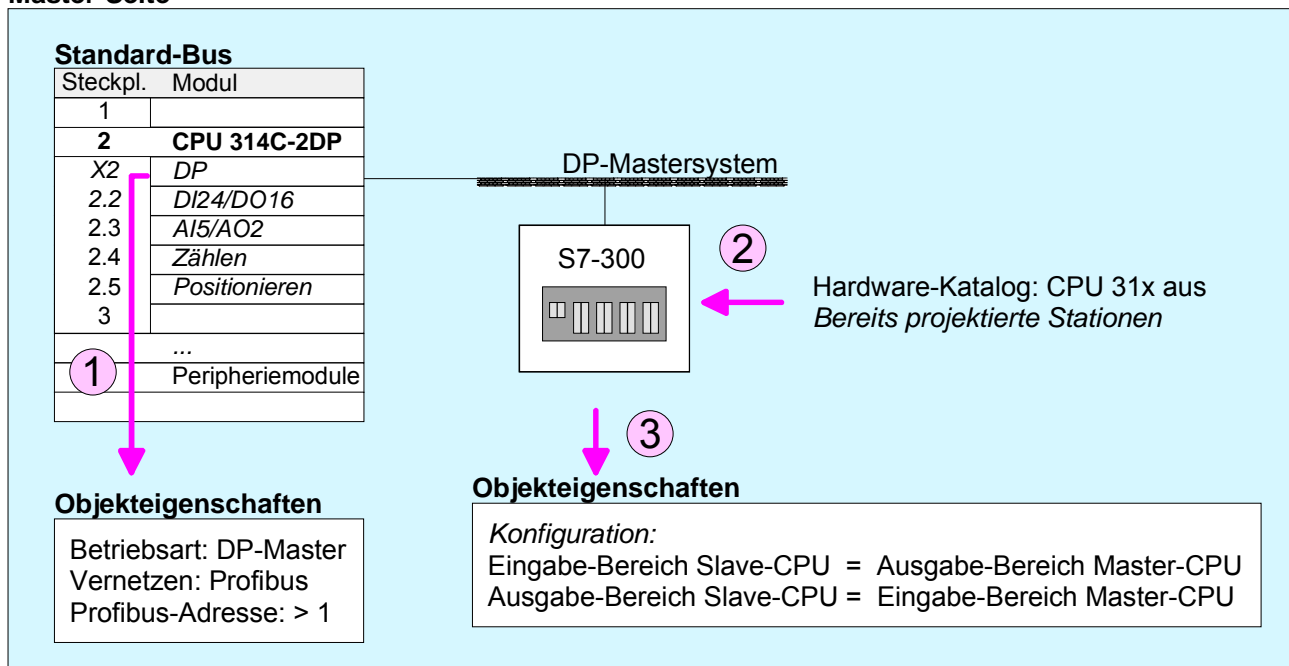 Master-Seite
Standard-Bus
Steckpl. Modul
1
2 CPU 314C-2DP
X2 DP
2.2 DI24/DO16
2.3 AI5/AO2
2.4 Zählen
2.5 Positionieren
3
...
Peripheriemodule
1
DP-Mastersystem
S7-300
2
Hardware-Katalog: CPU 31x aus
Bereits projektierte Stationen
3
Objekteigenschaften
Betriebsart: DP-Master
Vernetzen: Profibus
Profibus-Adresse: > 1
Objekteigenschaften
Konfiguration:
Eingabe-Bereich Slave-CPU = Ausgabe-Bereich Master-CPU
Ausgabe-Bereich Slave-CPU = Eingabe-Bereich Master-CPU